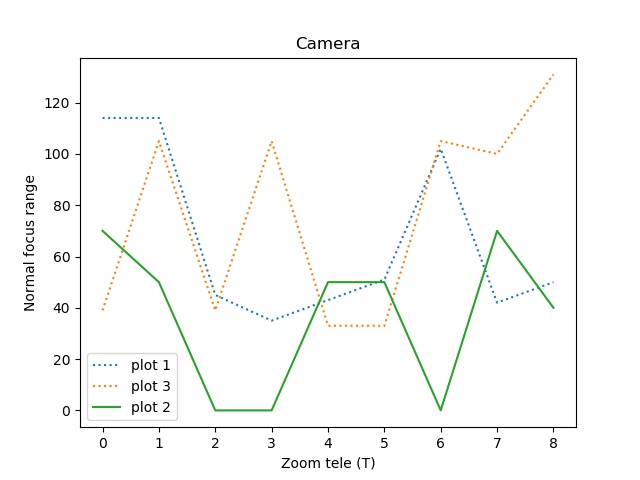 Camera
Normal focus range
120
100
80
60
40
20
0
plot 1
plot 3
plot 2
0 1 2 3 4 5 6 7 8
Zoom tele (T)